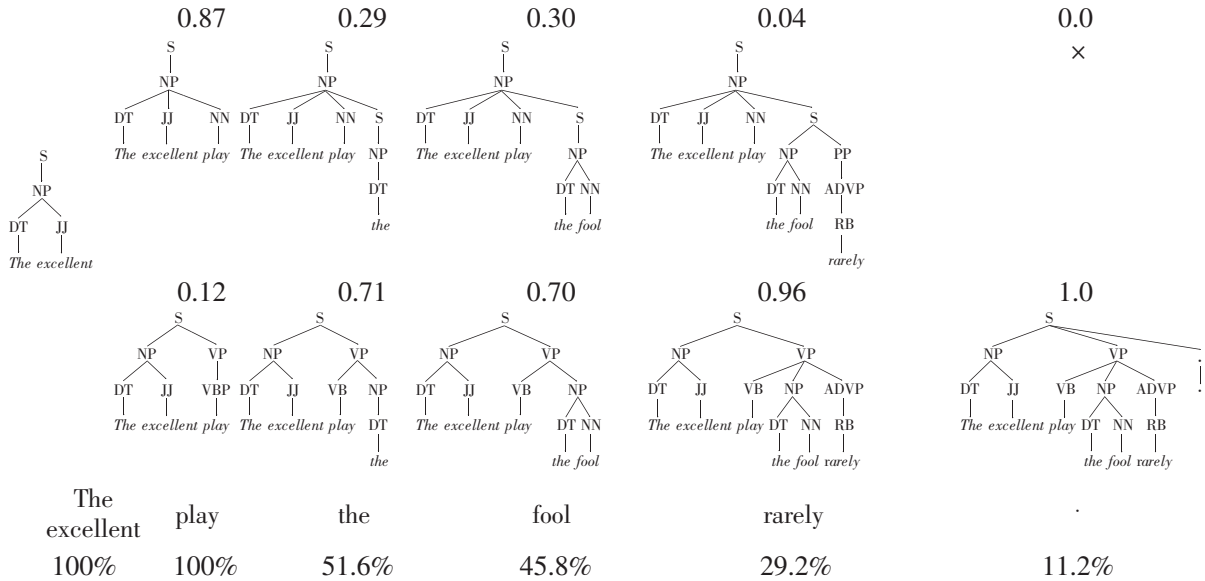 0.87 0.29 0.30 0.04 0.0
×
S S S S
NP NP NP NP
DT JJ NN DT JJ NN S DT JJ NN S DT JJ NN S
The excellent play The excellent play NP The excellent play NP The excellent play NP PP
S
DT DT NN DT NN ADVP
NP
the the fool the fool RB
DT JJ
rarely
The excellent
0.12 0.71 0.70 0.96 1.0
S S S S S
NP VP NP VP NP VP NP VP NP VP .
DT JJ VBP DT JJ VB NP DT JJ VB NP DT JJ VB NP ADVP DT JJ VB NP ADVP .
The excellent play The excellent play DT The excellent play DT NN The excellent play DT NN RB The excellent play DT NN RB
the the fool the fool rarely the fool rarely
The
excellent play the fool rarely .
100% 100% 51.6% 45.8% 29.2% 11.2%